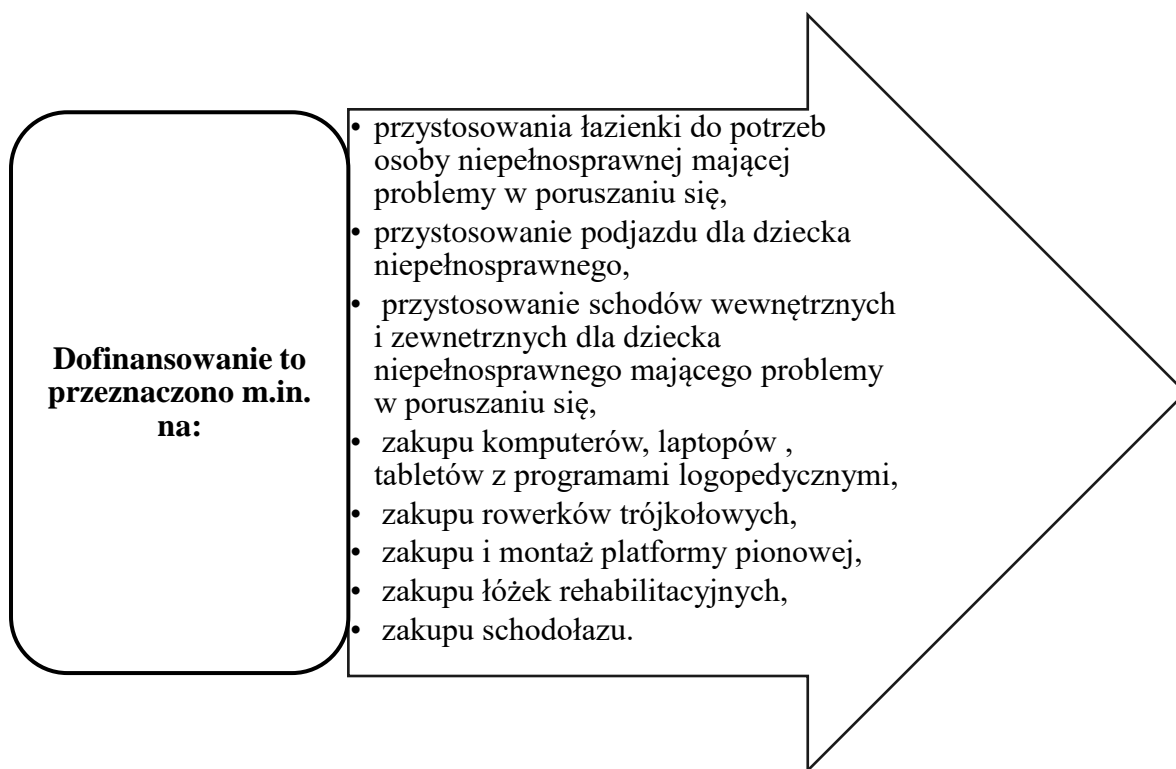 Dofinansowanie to
przeznaczono m.in.
na:
• przystosowania łazienki do potrzeb
osoby niepełnosprawnej mającej
problemy w poruszaniu się,
• przystosowanie podjazdu dla dziecka
niepełnosprawnego,
• przystosowanie schodów wewnętrznych
i zewnetrznych dla dziecka
niepełnosprawnego mającego problemy
w poruszaniu się,
• zakupu komputerów, laptopów ,
tabletów z programami logopedycznymi,
• zakupu rowerków trójkołowych,
• zakupu i montaż platformy pionowej,
• zakupu łóżek rehabilitacyjnych,
• zakupu schodołazu.